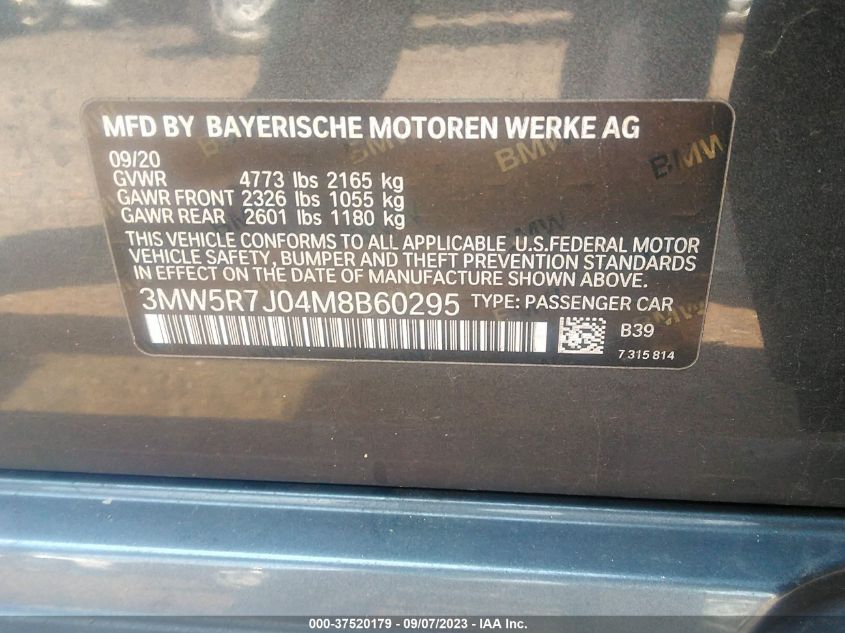 MFD BY BAYERISCHE MOTOREN WERKE AG
09/20
GVWR 4773 lbs 2165 kg
GAWR FRONT 2326 lbs 1055 kg
GAWR REAR 2601 lbs 1180 kg
THIS VEHICLE CONFORMS TO ALL APPLICABLE U.S.FEDERAL MOTOR
VEHICLE SAFETY, BUMPER AND THEFT PREVENTION STANDARDS
IN EFFECT ON THE DATE OF MANUFACTURE SHOWN ABOVE.
3MW5R7J04M8B60295 TYPE: PASSENGER CAR
B39
7 315 814
000-37520179 - 09/07/2023 - IAA Inc.